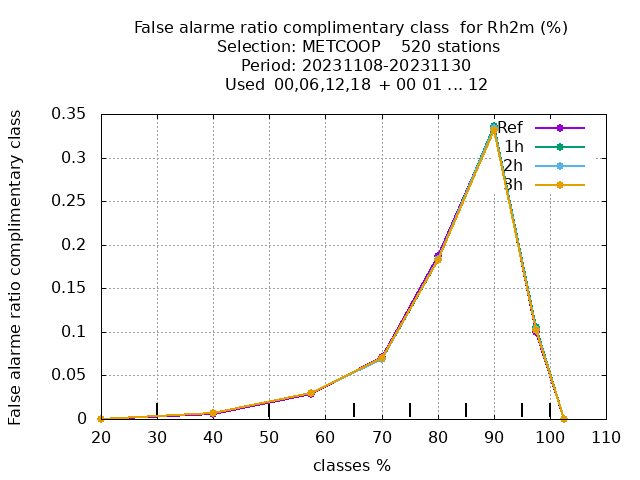 False alarme ratio complimentary class  for Rh2m (%)
Selection: METCOOP    520 stations
Period: 20231108-20231130
Used  00,06,12,18  + 00 01 ... 12
False alarme ratio complimentary class
0.35
0.3
0.25
0.2
0.15
0.1
0.05
0
Ref
1h
2h
3h
20 30 40 50 60 70 80 90 100 110
classes %